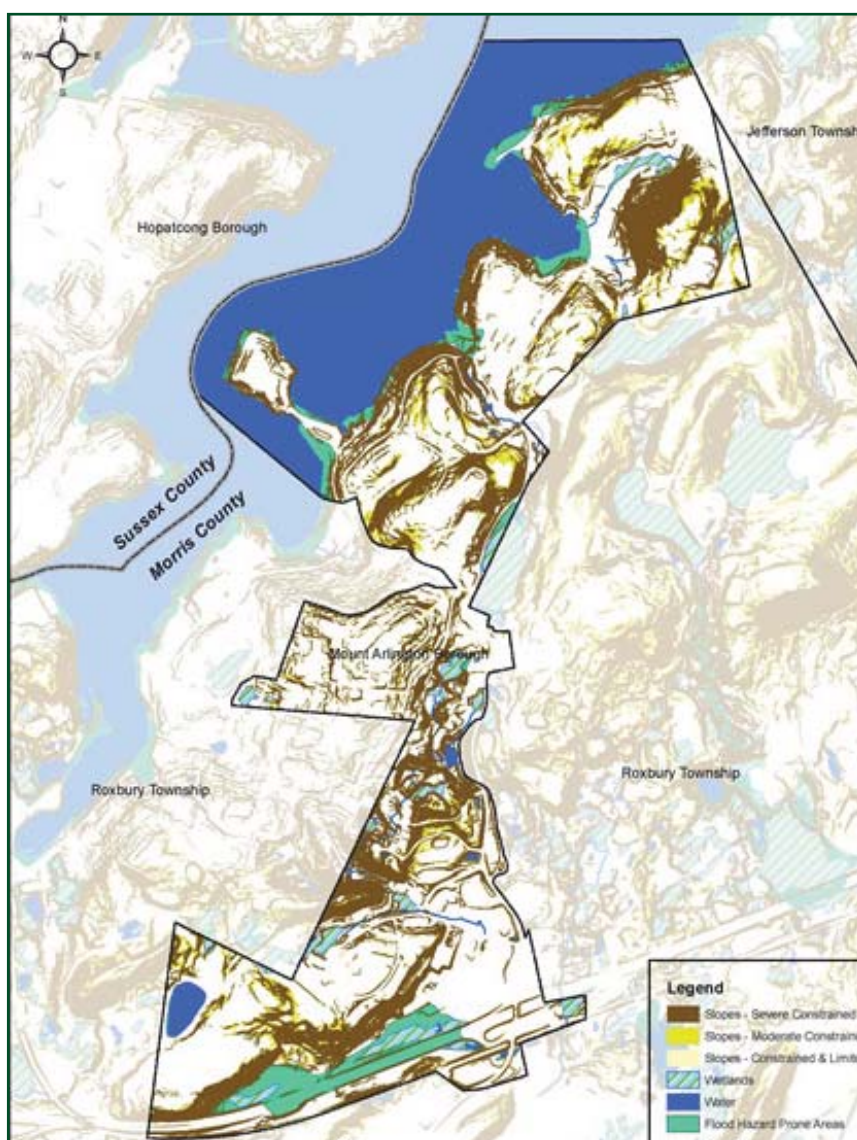 N
W E
S
Jefferson Townsh
Hopatcong Borough
Sussex County
Morris County
Mount Arlington Borough
Roxbury Township
Roxbury Township
Legend
Slopes - Severe Constrained
Slopes - Moderate Constraine
Slopes - Constrained & Limite
Wetlands
Water
Flood Hazard Prone Areas